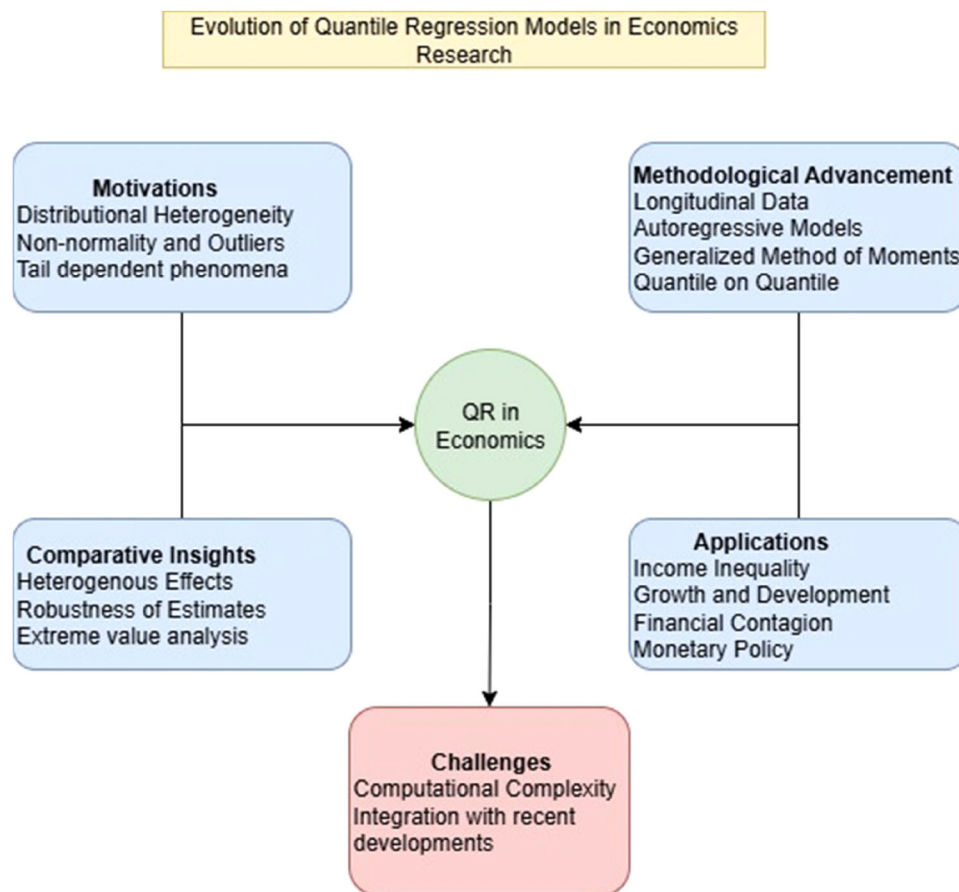 Evolution of Quantile Regression Models in Economics
Research
Motivations
Distributional Heterogeneity
Non-normality and Outliers
Tail dependent phenomena
Methodological Advancement
Longitudinal Data
Autoregressive Models
Generalized Method of Moments
Quantile on Quantile
QR in
Economics
Comparative Insights
Heterogenous Effects
Robustness of Estimates
Extreme value analysis
Applications
Income Inequality
Growth and Development
Financial Contagion
Monetary Policy
Challenges
Computational Complexity
Integration with recent
developments